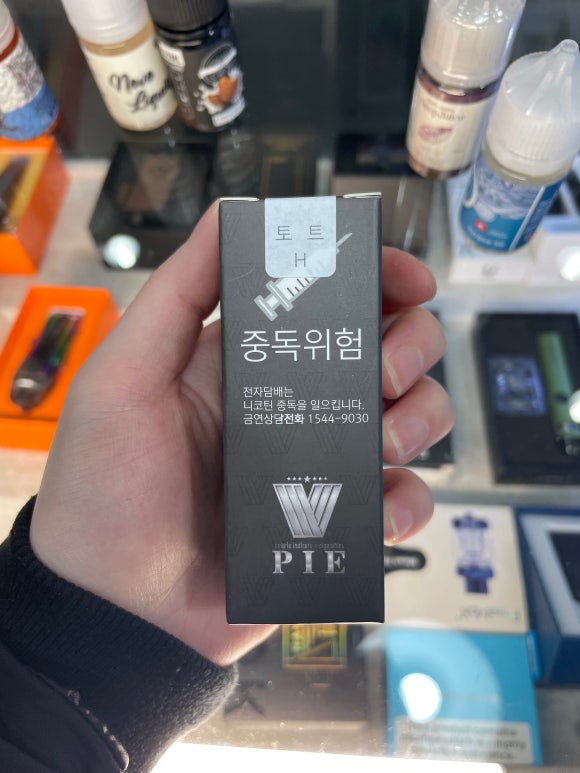 토트
H
중독위험
전자담배는
니코틴 중독을 일으킵니다.
금연상담전화 1544-9030
PIE
Nova